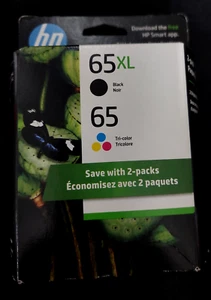 Download the free
HP Smart app.
hp
65XL
Black
Noir
65
Tri-color
Tricolore
Save with 2-packs
Économisez avec 2 paquets